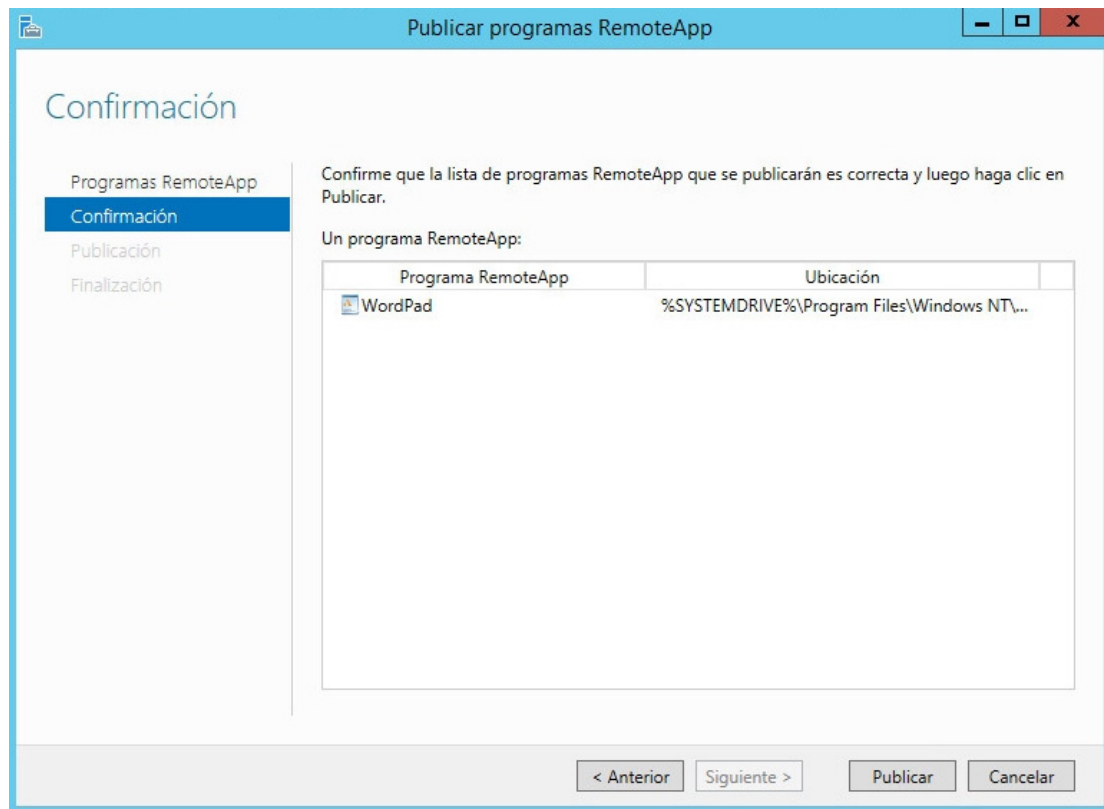 Publicar programas RemoteApp
Confirmación
Programas RemoteApp
Confirmación
Publicación
Finalización
Confirme que la lista de programas RemoteApp que se publicarán es correcta y luego haga clic en
Publicar.
Un programa RemoteApp:
Programa RemoteApp Ubicación
WordPad %SYSTEMDRIVE%\Program Files\Windows NT\...
< Anterior Siguiente > Publicar Cancelar